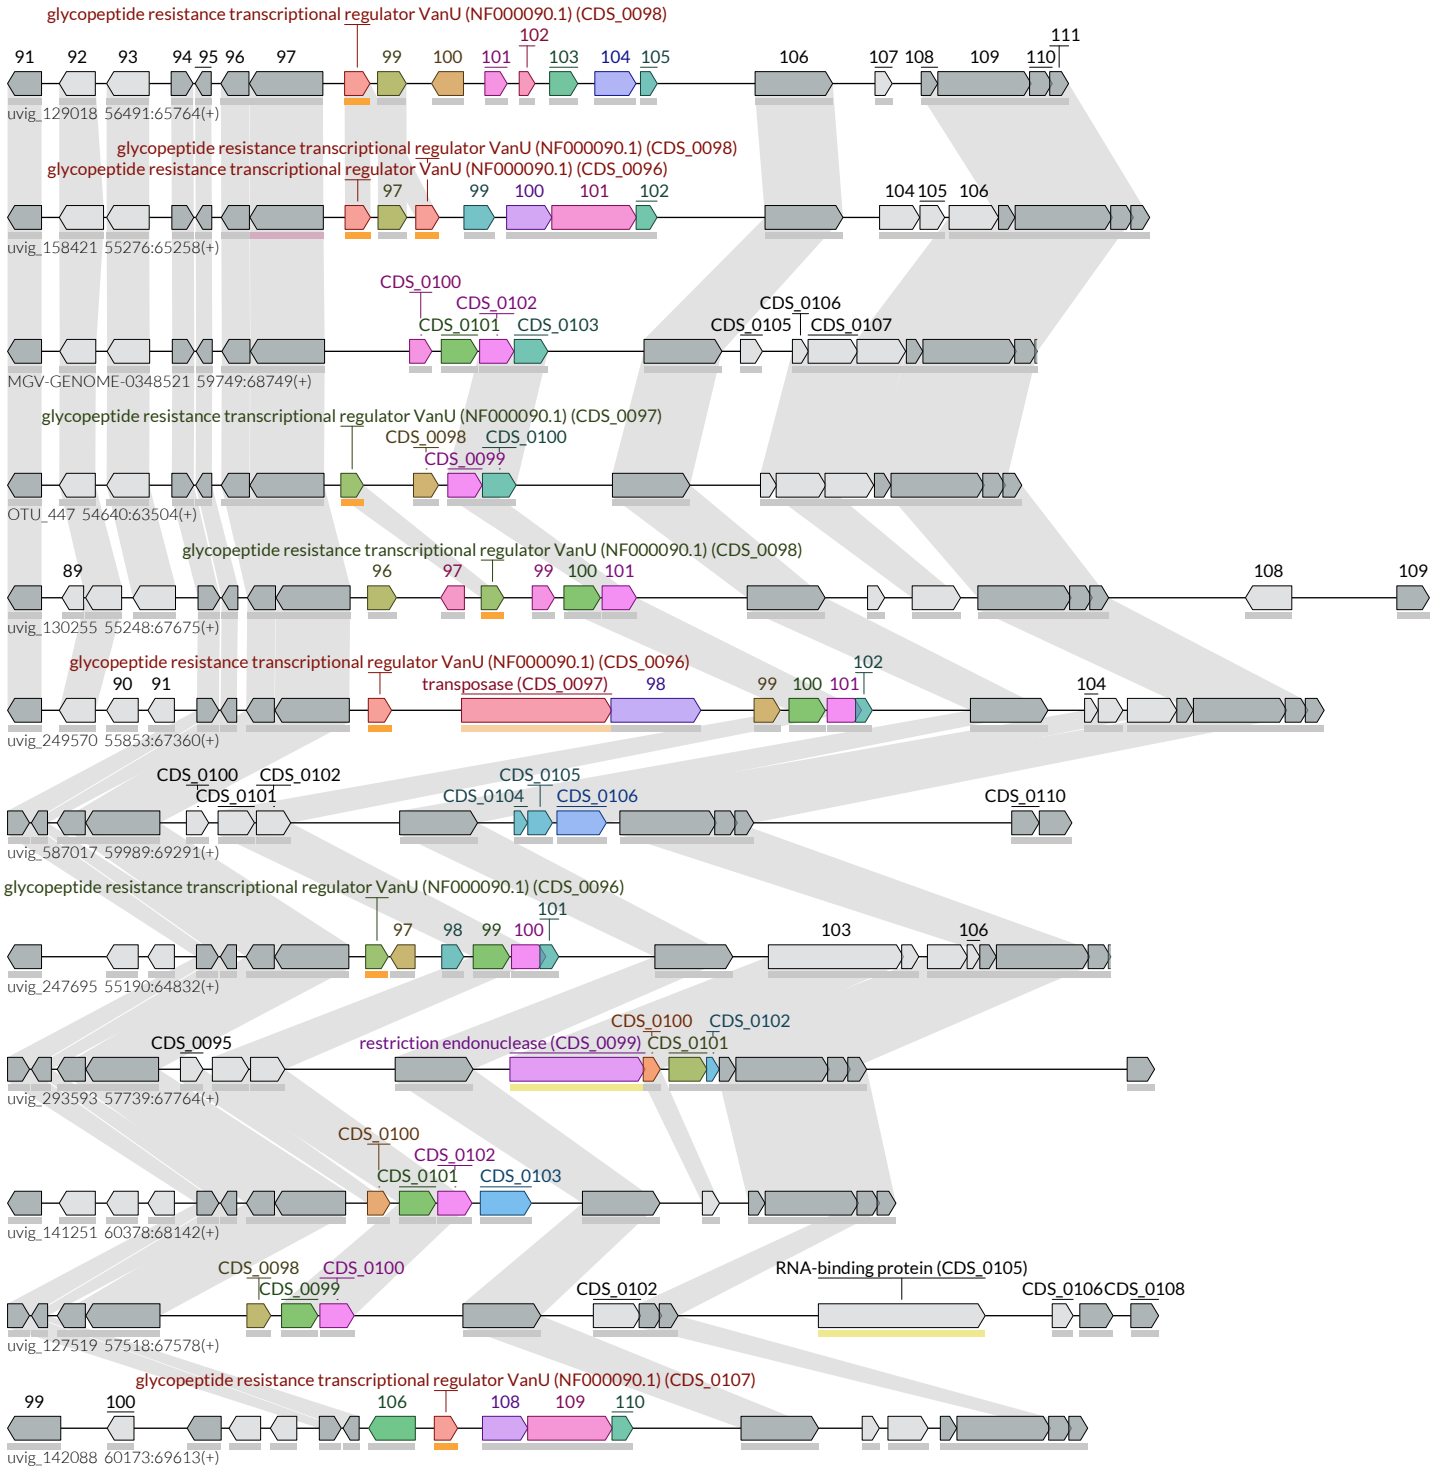 glycopeptide resistance transcriptional regulator VanU (NF000090.1) (CDS_0098)
102 111
91 92 93 94 95 96 97 99 100 101 103 104 105 106 107 108 109 110
uvig_129018 56491:65764(+)
glycopeptide resistance transcriptional regulator VanU (NF000090.1) (CDS_0098)
glycopeptide resistance transcriptional regulator VanU (NF000090.1) (CDS_0096)
97 99 100 101 102 104 105 106
uvig_158421 55276:65258(+)
CDS_0100
CDS_0102 CDS_0106
CDS_0101 CDS_0103 CDS_0105 CDS_0107
MGV-GENOME-0348521 59749:68749(+)
glycopeptide resistance transcriptional regulator VanU (NF000090.1) (CDS_0097)
CDS_0098 CDS_0100
CDS_0099
OTU_447 54640:63504(+)
glycopeptide resistance transcriptional regulator VanU (NF000090.1) (CDS_0098)
89 96 97 99 100 101 108 109
uvig_130255 55248:67675(+)
glycopeptide resistance transcriptional regulator VanU (NF000090.1) (CDS_0096) 102
90 91 transposase (CDS_0097) 98 99 100 101 104
uvig_249570 55853:67360(+)
CDS_0100 CDS_0102 CDS_0105
CDS_0101 CDS_0104 CDS_0106 CDS_0110
uvig_587017 59989:69291(+)
glycopeptide resistance transcriptional regulator VanU (NF000090.1) (CDS_0096)
101
97 98 99 100 103 106
uvig_247695 55190:64832(+)
CDS_0100 CDS_0102
CDS_0095 restriction endonuclease (CDS_0099) CDS_0101
uvig_293593 57739:67764(+)
CDS_0100
CDS_0102
CDS_0101 CDS_0103
uvig_141251 60378:68142(+)
CDS_0098 CDS_0100 RNA-binding protein (CDS_0105)
CDS_0099 CDS_0102 CDS_0106 CDS_0108
uvig_127519 57518:67578(+)
glycopeptide resistance transcriptional regulator VanU (NF000090.1) (CDS_0107)
99 100 106 108 109 110
uvig_142088 60173:69613(+)